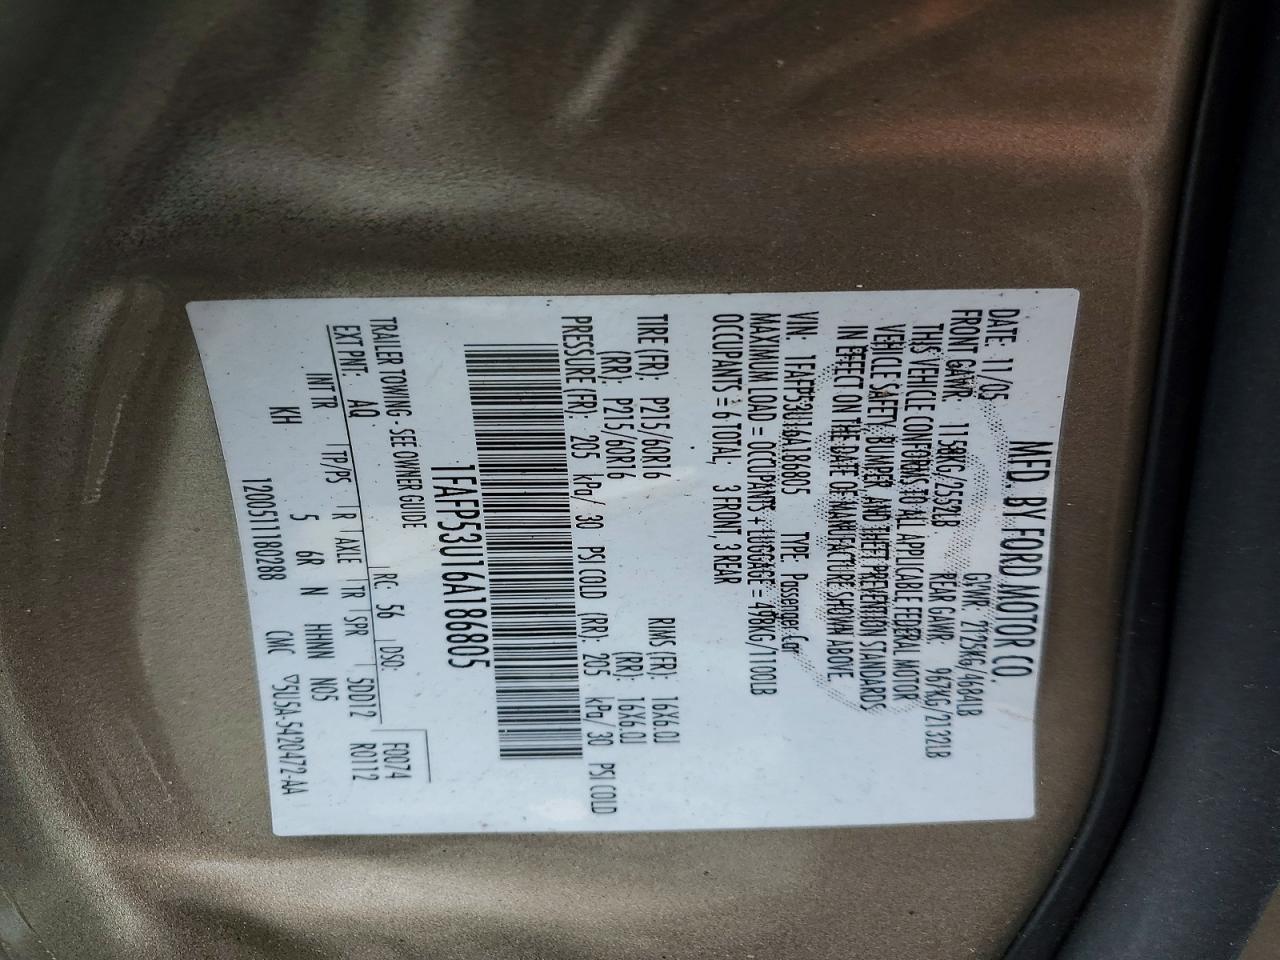 MFD. BY FORD MOTOR CO.
DATE: 11/05 GVWR: 2125KG/4684LB
FRONT GAWR: 1158KG/2552LB REAR GAWR: 967KG/2132LB
THIS VEHICLE CONFORMS TO ALL APPLICABLE FEDERAL MOTOR
VEHICLE SAFETY, BUMPER, AND THEFT PREVENTION STANDARDS
IN EFFECT ON THE DATE OF MANUFACTURE SHOWN ABOVE.
VIN: 1FAFP53U16A186805 TYPE: Passenger Car
MAXIMUM LOAD = OCCUPANTS + LUGGAGE = 498KG/1100LB
OCCUPANTS = 6 TOTAL; 3 FRONT, 3 REAR
TIRE (FR): P215/60R16 RIMS (FR): 16X6.0J
(RR): P215/60R16 (RR): 16X6.0J
PRESSURE (FR): 205 kPa/ 30 PSI COLD (RR): 205 kPa/ 30 PSI COLD
1FAFP53U16A186805
TRAILER TOWING - SEE OWNER GUIDE F0074
EXT PNT: AQ RC: 56 DSO: 5DD12 R0112
INT TR TP/PS R AXLE TR SPR
KH 5 6R N HHNN N05
120051180288 CNC ▽5U5A-5420472-AA